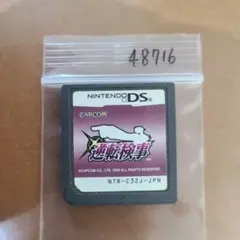 48716
NINTENDO DS
CAPCOM
逆転検事
NTR-C32J-JPN